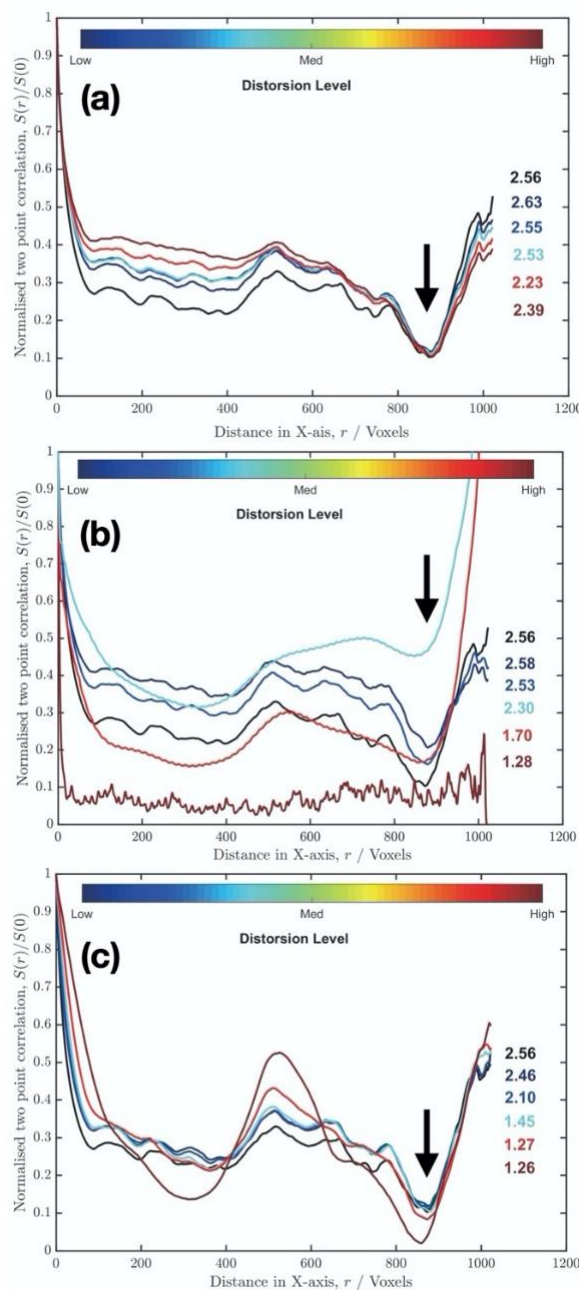 1
Low
Med
High
0.9
Distorsion Level
0.8
(a)
0.7
0.6
2.56
0.5
2.63
2.55
0.4
2.53
0.3
2.23
0.2
2.39
0.1
0
0 200 400 600 800 1000 1200
Normalised two point correlation, S(r)/S(0)
Distance in X-ais, r / Voxels
1
Low
Med
High
0.9
Distorsion Level
0.8
(b)
0.7
0.6
2.56
0.5
2.58
0.4
2.53
2.30
0.3
1.70
0.2
1.28
0.1
0
0 200 400 600 800 1000 1200
Normalised two point correlation, S(r)/S(0)
Distance in X-axis, r / Voxels
1
Low
Med
High
0.9
Distorsion Level
0.8
(c)
0.7
0.6
2.56
0.5
2.46
2.10
0.4
1.45
0.3
1.27
0.2
1.26
0.1
0
0 200 400 600 800 1000 1200
Normalised two point correlation, S(r)/S(0)
Distance in X-axis, r / Voxels